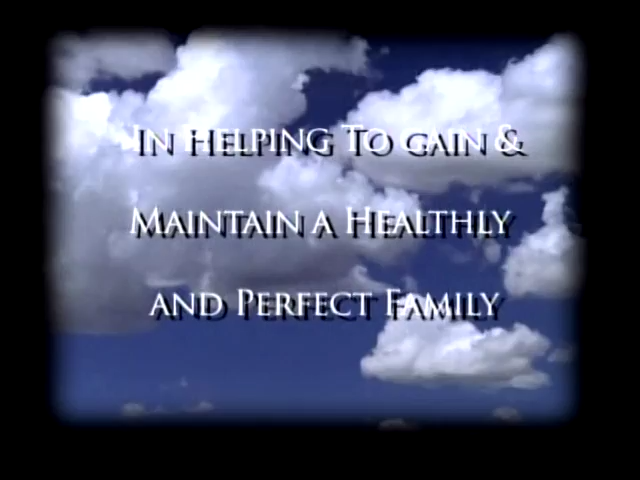 In Helping To gain &
Maintain a Healthly
and Perfect Family